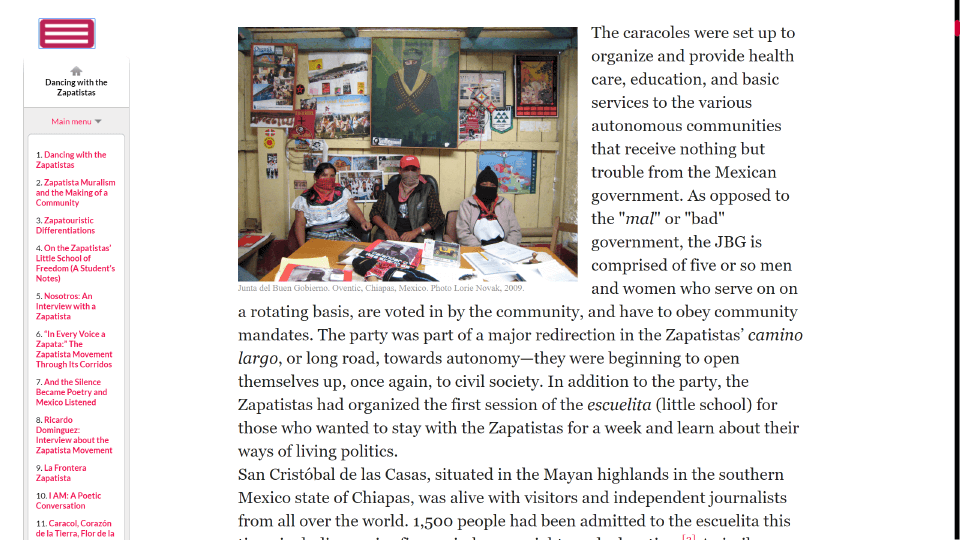 Dancing with the
Zapatistas
Main menu
1. Dancing with the
Zapatistas
2. Zapatista Muralism
and the Making of a
Community
3. Zapatouristic
Differentiations
4. On the Zapatistas'
Little School of
Freedom (A Student's
Notes)
5. Nosotros: An
Interview with a
Zapatista
6. “In Every Voice a
Zapata:” The
Zapatista Movement
Through Its Corridos
7. And the Silence
Became Poetry and
Mexico Listened
8. Ricardo
Dominguez:
Interview about the
Zapatista Movement
9. La Frontera
Zapatista
10. I AM: A Poetic
Conversation
11. Caracol, Corazón
de la Tierra, Flor de la
The caracoles were set up to
organize and provide health
care, education, and basic
services to the various
autonomous communities
that receive nothing but
trouble from the Mexican
government. As opposed to
the "mal" or "bad"
government, the JBG is
comprised of five or so men
and women who serve on on
Junta del Buen Gobierno. Oventic, Chiapas, Mexico. Photo Lorie Novak, 2009.
a rotating basis, are voted in by the community, and have to obey community
mandates. The party was part of a major redirection in the Zapatistas’ camino
largo, or long road, towards autonomy—they were beginning to open
themselves up, once again, to civil society. In addition to the party, the
Zapatistas had organized the first session of the escuelita (little school) for
those who wanted to stay with the Zapatistas for a week and learn about their
ways of living politics.
San Cristóbal de las Casas, situated in the Mayan highlands in the southern
Mexico state of Chiapas, was alive with visitors and independent journalists
from all over the world. 1,500 people had been admitted to the escuelita this